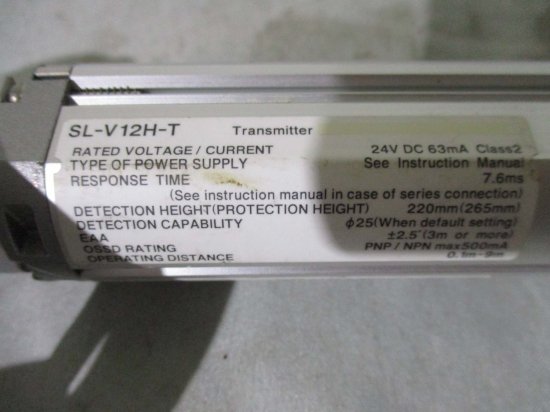 SL-V12H-T Transmitter
RATED VOLTAGE / CURRENT 24V DC 63mA Class2
TYPE OF POWER SUPPLY See Instruction Manual
RESPONSE TIME 7.6ms
(See instruction manual in case of series connection)
DETECTION HEIGHT(PROTECTION HEIGHT) 220mm(265mm)
DETECTION CAPABILITY ϕ25(When default setting)
EAA ±2.5°(3m or more)
OSSD RATING PNP / NPN max500mA
OPERATING DISTANCE 0.1m-9m